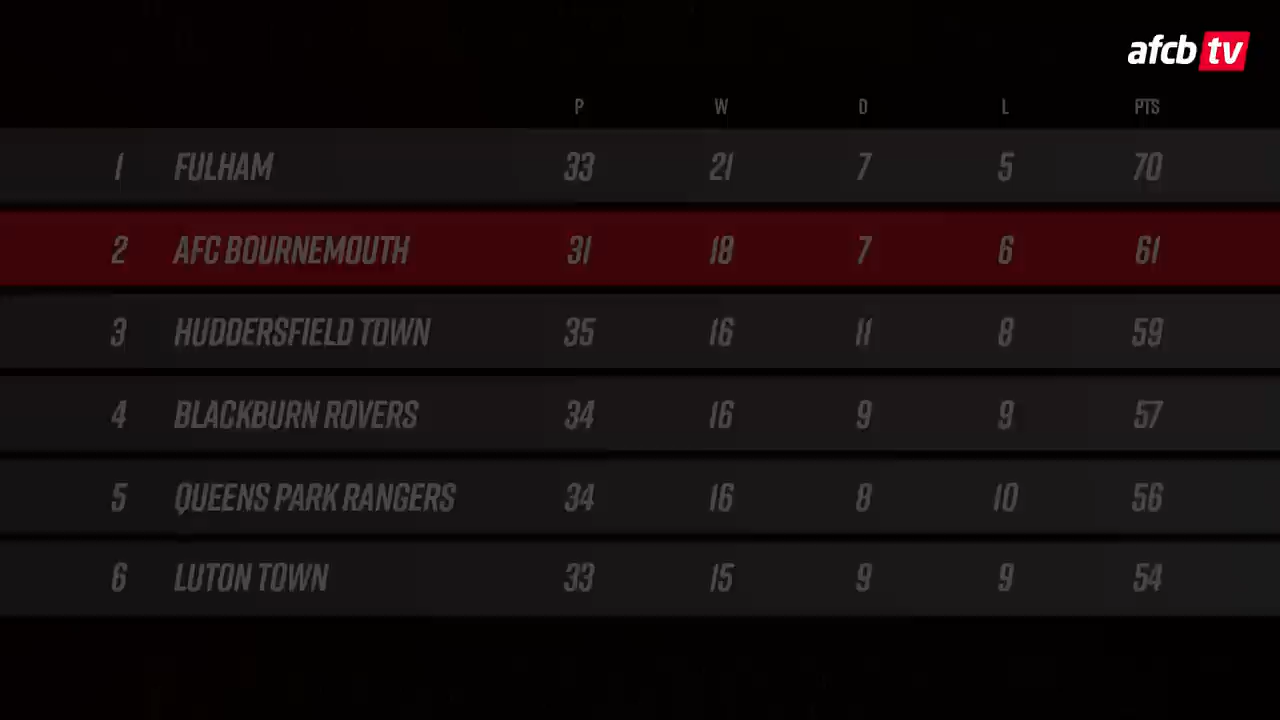 afcb tv
P W D L PTS
1 FULHAM 33 21 7 5 70
2 AFC BOURNEMOUTH 31 18 7 6 61
3 HUDDERSFIELD TOWN 35 16 11 8 59
4 BLACKBURN ROVERS 34 16 9 9 57
5 QUEENS PARK RANGERS 34 16 8 10 56
6 LUTON TOWN 33 15 9 9 54